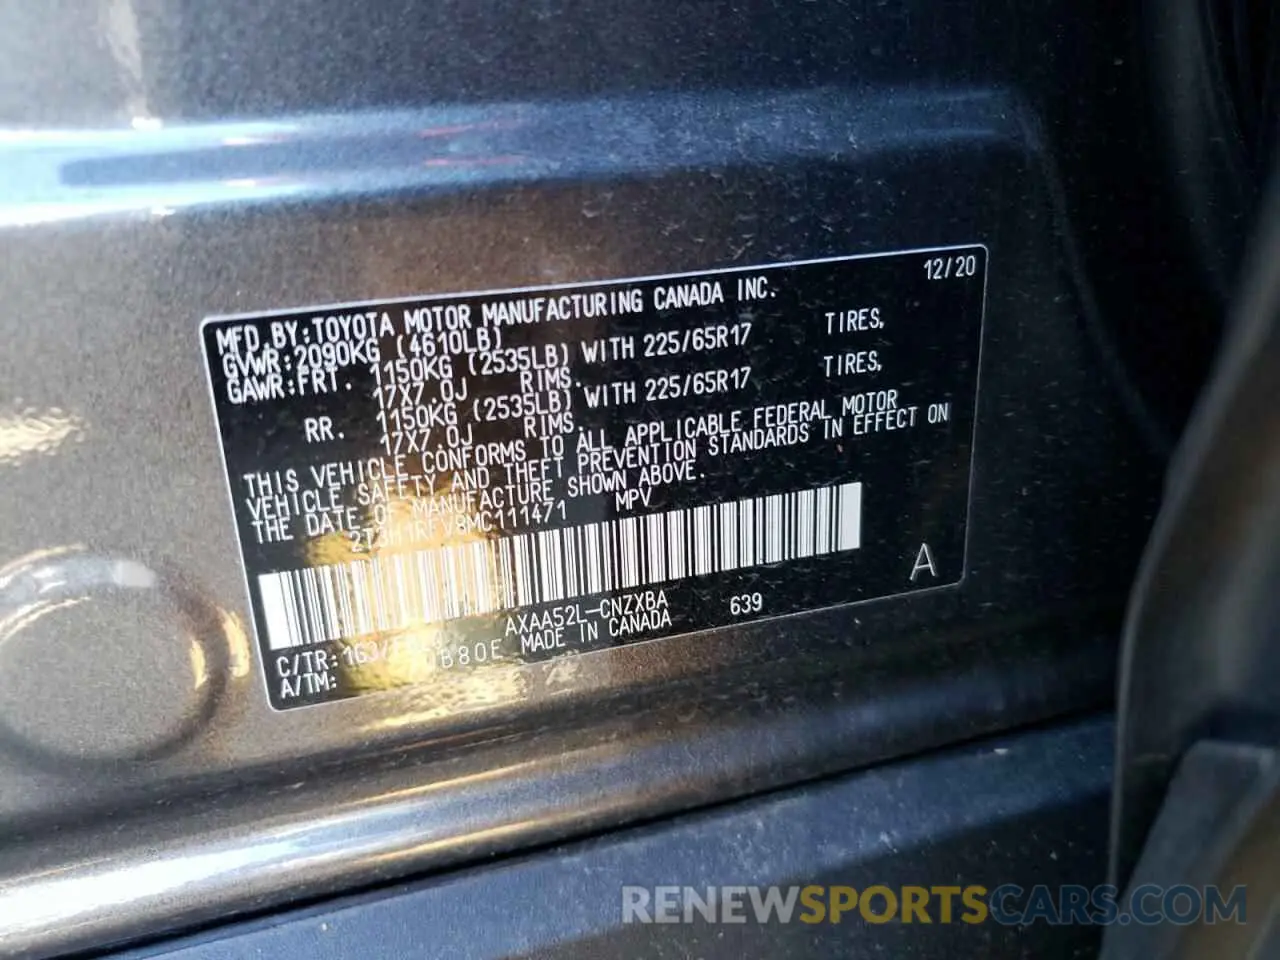 12/20
MFD.BY:TOYOTA MOTOR MANUFACTURING CANADA INC.
GVWR:2090KG (4610LB)
GAWR:FRT. 1150KG (2535LB) WITH 225/65R17 TIRES,
17X7.0J RIMS.
RR. 1150KG (2535LB) WITH 225/65R17 TIRES,
17X7.0J RIMS.
THIS VEHICLE CONFORMS TO ALL APPLICABLE FEDERAL MOTOR
VEHICLE SAFETY AND THEFT PREVENTION STANDARDS IN EFFECT ON
THE DATE OF MANUFACTURE SHOWN ABOVE.
MPV
A
AXAA52L-CNZXBA 639
C/TR:
A/TM: MADE IN CANADA
RENEWSPORTSCARS.COM